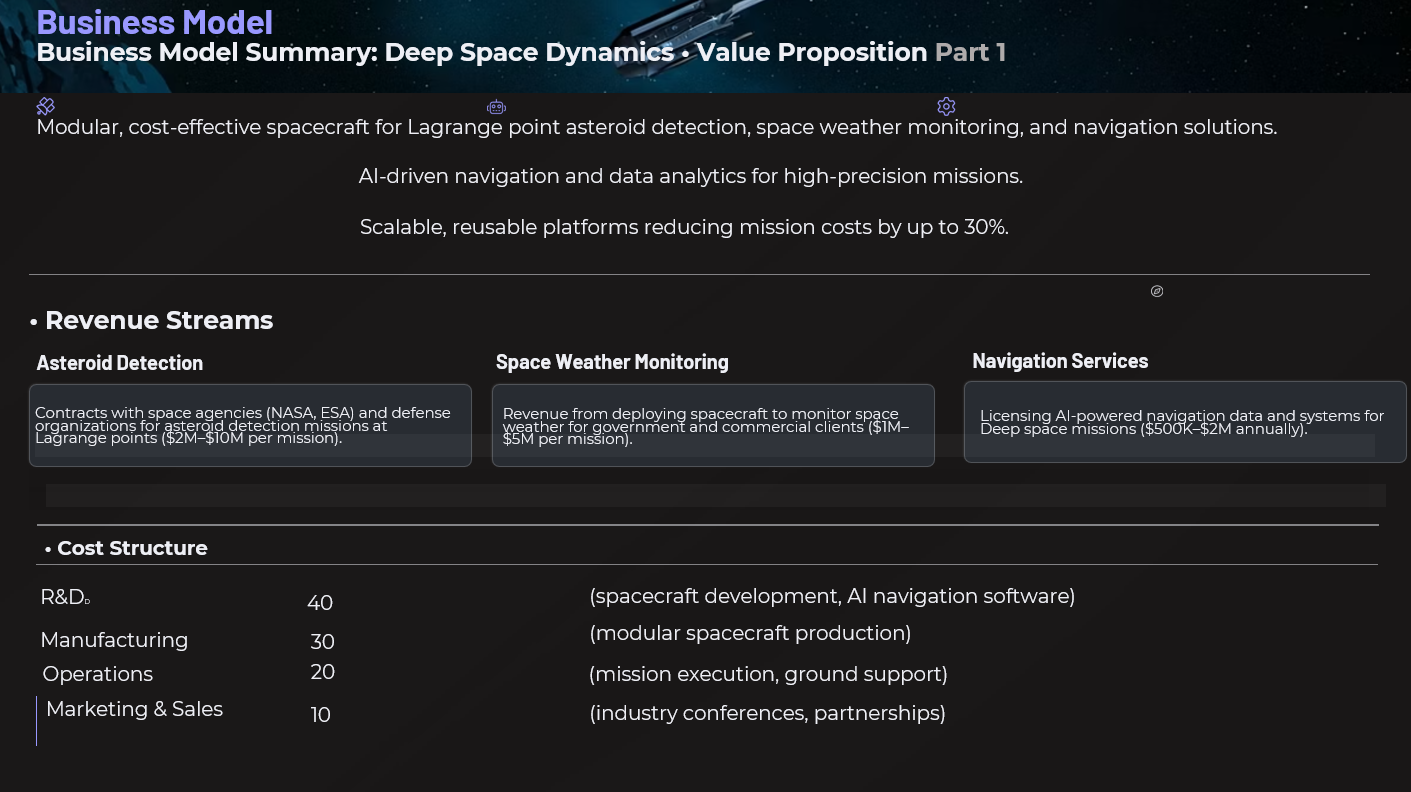 Business Model
Business Model Summary: Deep Space Dynamics • Value Proposition Part 1
Modular, cost-effective spacecraft for Lagrange point asteroid detection, space weather monitoring, and navigation solutions.
AI-driven navigation and data analytics for high-precision missions.
Scalable, reusable platforms reducing mission costs by up to 30%.
• Revenue Streams
Asteroid Detection
Contracts with space agencies (NASA, ESA) and defense
organizations for asteroid detection missions at
Lagrange points ($2M–$10M per mission).
Space Weather Monitoring
Revenue from deploying spacecraft to monitor space
weather for government and commercial clients ($1M–
$5M per mission).
Navigation Services
Licensing AI-powered navigation data and systems for
Deep space missions ($500K–$2M annually).
• Cost Structure
R&DD 40 (spacecraft development, AI navigation software)
Manufacturing 30 (modular spacecraft production)
Operations 20 (mission execution, ground support)
Marketing & Sales 10 (industry conferences, partnerships)